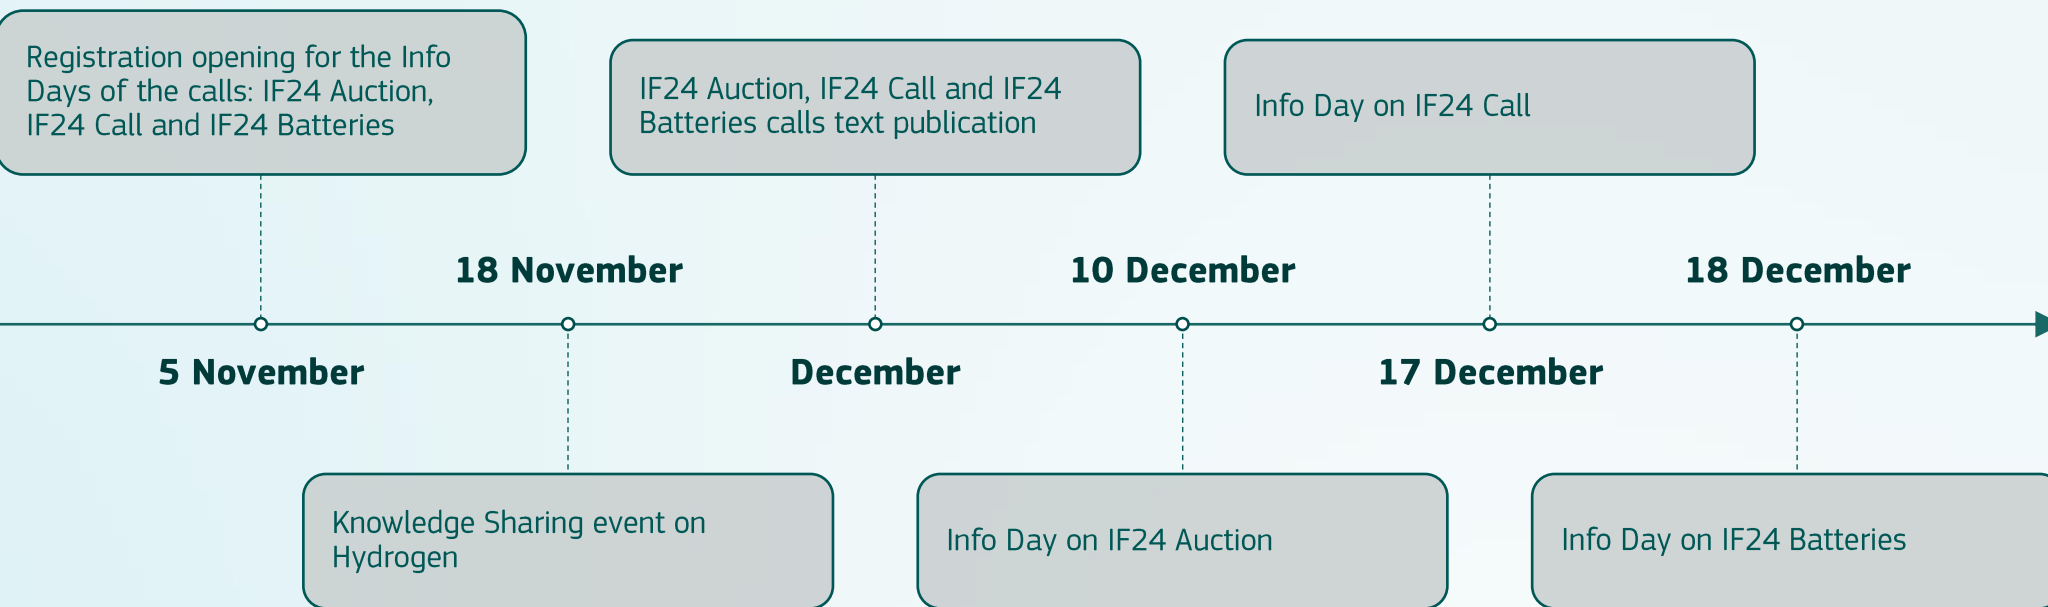 Registration opening for the Info
Days of the calls: IF24 Auction,
IF24 Call and IF24 Batteries
IF24 Auction, IF24 Call and IF24
Batteries calls text publication
Info Day on IF24 Call
18 November
10 December
18 December
5 November
December
17 December
Knowledge Sharing event on
Hydrogen
Info Day on IF24 Auction
Info Day on IF24 Batteries